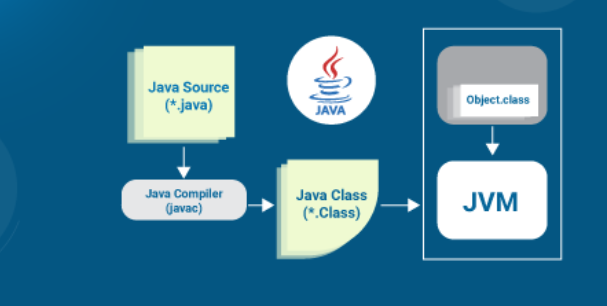 Java Source
(*.java)
JAVA
Object.class
Java Compiler
(javac)
Java Class
(*.Class)
JVM